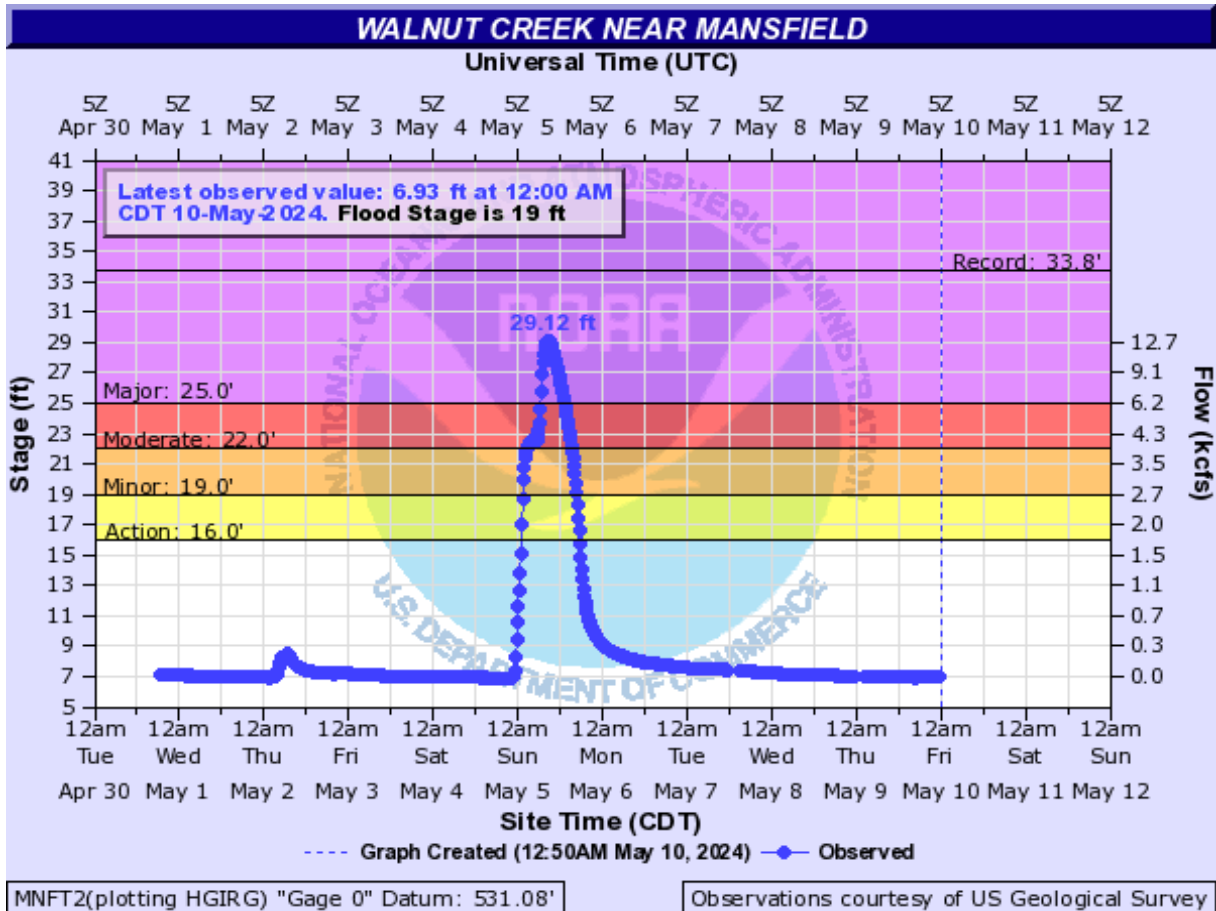 WALNUT CREEK NEAR MANSFIELD
Universal Time (UTC)
5Z 5Z 5Z 5Z 5Z 5Z 5Z 5Z 5Z 5Z 5Z 5Z 5Z
Apr 30 May 1 May 2 May 3 May 4 May 5 May 6 May 7 May 8 May 9 May 10 May 11 May 12
Latest observed value: 6.93 ft at 12:00 AM
CDT 10-May-2024. Flood Stage is 19 ft
Record: 33.8'
29.12 ft
Major: 25.0'
Moderate: 22.0'
Minor: 19.0'
Action: 16.0'
Stage (ft)
41
39
37
35
33
31
29
27
25
23
21
19
17
15
13
11
9
7
5
Flow (kcfs)
12.7
9.1
6.2
4.3
3.5
2.7
2.0
1.5
1.1
0.7
0.3
0.0
NATIONAL OCEANIC AND ATMOSPHERIC ADMINISTRATION
NOAA
U.S. DEPARTMENT OF COMMERCE
12am 12am 12am 12am 12am 12am 12am 12am 12am 12am 12am 12am 12am
Tue Wed Thu Fri Sat Sun Mon Tue Wed Thu Fri Sat Sun
Apr 30 May 1 May 2 May 3 May 4 May 5 May 6 May 7 May 8 May 9 May 10 May 11 May 12
Site Time (CDT)
Graph Created (12:50AM May 10, 2024) Observed
MNFT2(plotting HGIRG) "Gage 0" Datum: 531.08'
Observations courtesy of US Geological Survey